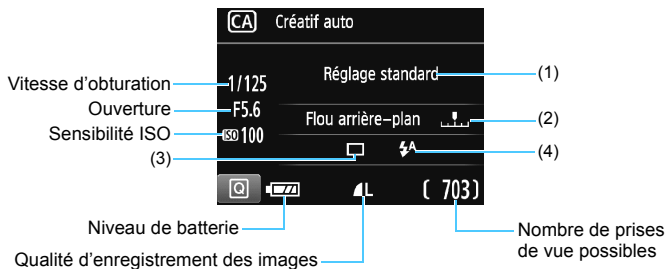 CA Créatif auto
Vitesse d'obturation 1/125 Réglage standard (1)
Ouverture F5.6 Flou arrière-plan (2)
Sensibilité ISO ISO 100
(3) A (4)
Q L ( 703)
Niveau de batterie
Nombre de prises
de vue possibles
Qualité d'enregistrement des images